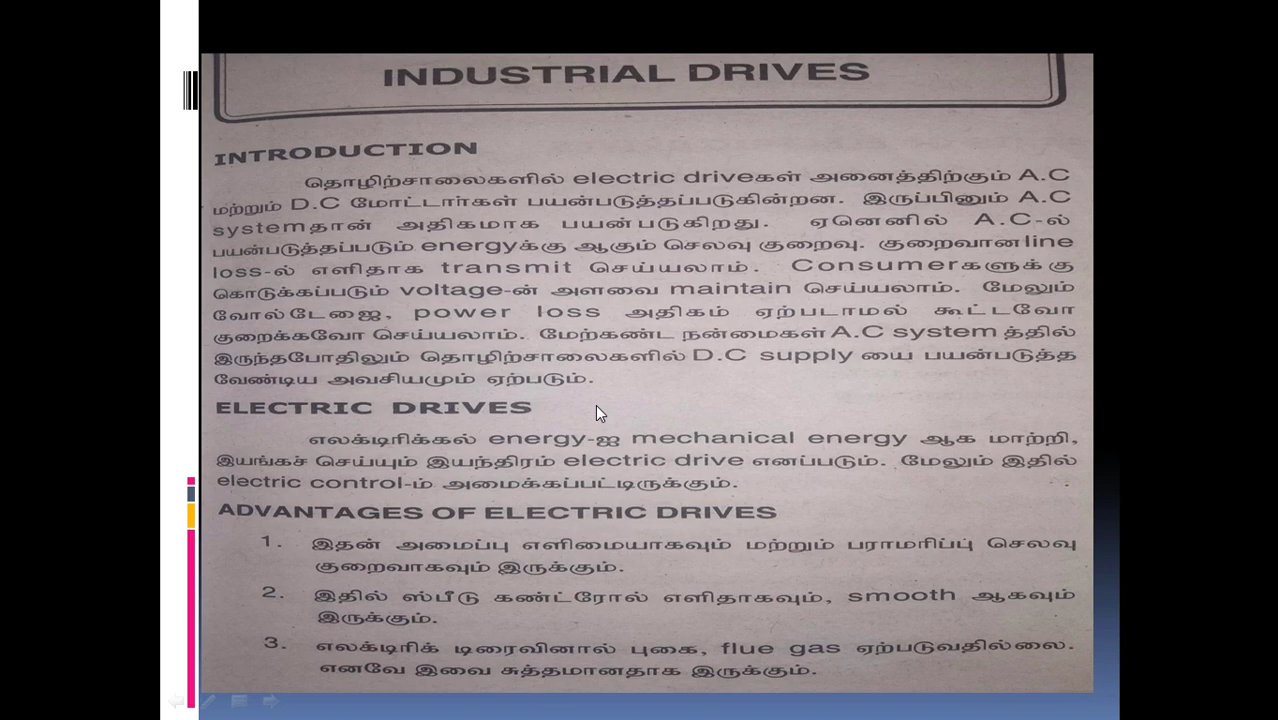 INDUSTRIAL DRIVES
INTRODUCTION
தொழிற்சாலைகளில் electric driveகள் அனைத்திற்கும் A.C
மற்றும் D.C மோட்டார்கள் பயன்படுத்தப்படுகின்றன. இருப்பினும் A.C
systemதான் அதிகமாக பயன்படுகிறது. ஏனெனில் A.C-ல்
பயன்படுத்தப்படும் energyக்கு ஆகும் செலவு குறைவு. குறைவான line
loss-ல் எளிதாக transmit செய்யலாம். Consumerகளுக்கு
கொடுக்கப்படும் voltage-ன் அளவை maintain செய்யலாம். மேலும்
வோல்டேஜை, power loss அதிகம் ஏற்படாமல் கூட்டவோ
குறைக்கவோ செய்யலாம். மேற்கண்ட நன்மைகள் A.C system த்தில்
இருந்தபோதிலும் தொழிற்சாலைகளில் D.C supply யை பயன்படுத்த
வேண்டிய அவசியமும் ஏற்படும்.
ELECTRIC DRIVES
எலக்டிரிக்கல் energy-ஐ mechanical energy ஆக மாற்றி,
இயங்கச் செய்யும் இயந்திரம் electric drive எனப்படும். மேலும் இதில்
electric control-ம் அமைக்கப்பட்டிருக்கும்.
ADVANTAGES OF ELECTRIC DRIVES
1. இதன் அமைப்பு எளிமையாகவும் மற்றும் பராமரிப்பு செலவு
குறைவாகவும் இருக்கும்.
2. இதில் ஸ்பீடு கண்ட்ரோல் எளிதாகவும், smooth ஆகவும்
இருக்கும்.
3. எலக்டிரிக் டிரைவினால் புகை, flue gas ஏற்படுவதில்லை.
எனவே இவை சுத்தமானதாக இருக்கும்.